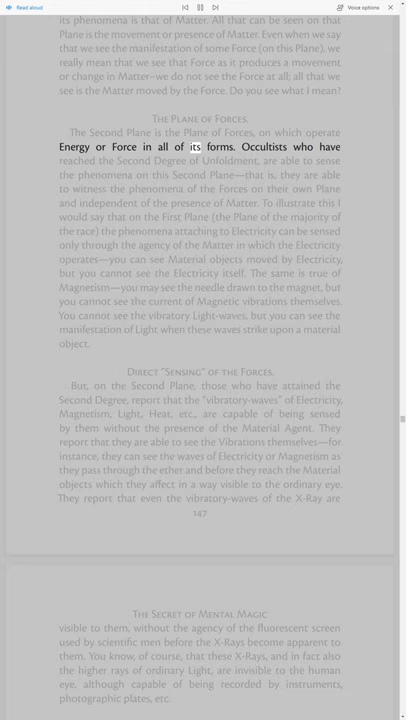 Read aloud
Voice options
its phenomena is that of Matter. All that can be seen on that
Plane is the movement or presence of Matter. Even when we say
that we see the manifestation of some Force (on this Plane), we
really mean that we see that Force as it produces a movement
or change in Matter—we do not see the Force at all; all that we
see is the Matter moved by the Force. Do you see what I mean?
The Plane of Forces.
The Second Plane is the Plane of Forces, on which operate
Energy or Force in all of its forms. Occultists who have
reached the Second Degree of Unfoldment, are able to sense
the phenomena on this Second Plane—that is, they are able
to witness the phenomena of the Forces on their own Plane
and independent of the presence of Matter. To illustrate this I
would say that on the First Plane (the Plane of the majority of
the race) the phenomena attaching to Electricity can be sensed
only through the agency of the Matter in which the Electricity
operates—you can see Material objects moved by Electricity,
but you cannot see the Electricity itself. The same is true of
Magnetism—you may see the needle drawn to the magnet, but
you cannot see the current of Magnetic vibrations themselves.
You cannot see the vibratory Light-waves, but you can see the
manifestation of Light when these waves strike upon a material
object.
Direct "Sensing" of the Forces.
But, on the Second Plane, those who have attained the
Second Degree, report that the "vibratory-waves" of Electricity,
Magnetism, Light, Heat, etc., are capable of being sensed
by them without the presence of the Material Agent. They
report that they are able to see the Vibrations themselves—for
instance, they can see the waves of Electricity or Magnetism as
they pass through the ether and before they reach the Material
objects which they affect in a way visible to the ordinary eye.
They report that even the vibratory-waves of the X-Ray are
147
The Secret of Mental Magic
visible to them, without the agency of the fluorescent screen
used by scientific men before the X-Rays become apparent to
them. You know, of course, that these X-Rays, and in fact also
the higher rays of ordinary Light, are invisible to the human
eye, although capable of being recorded by instruments,
photographic plates, etc.